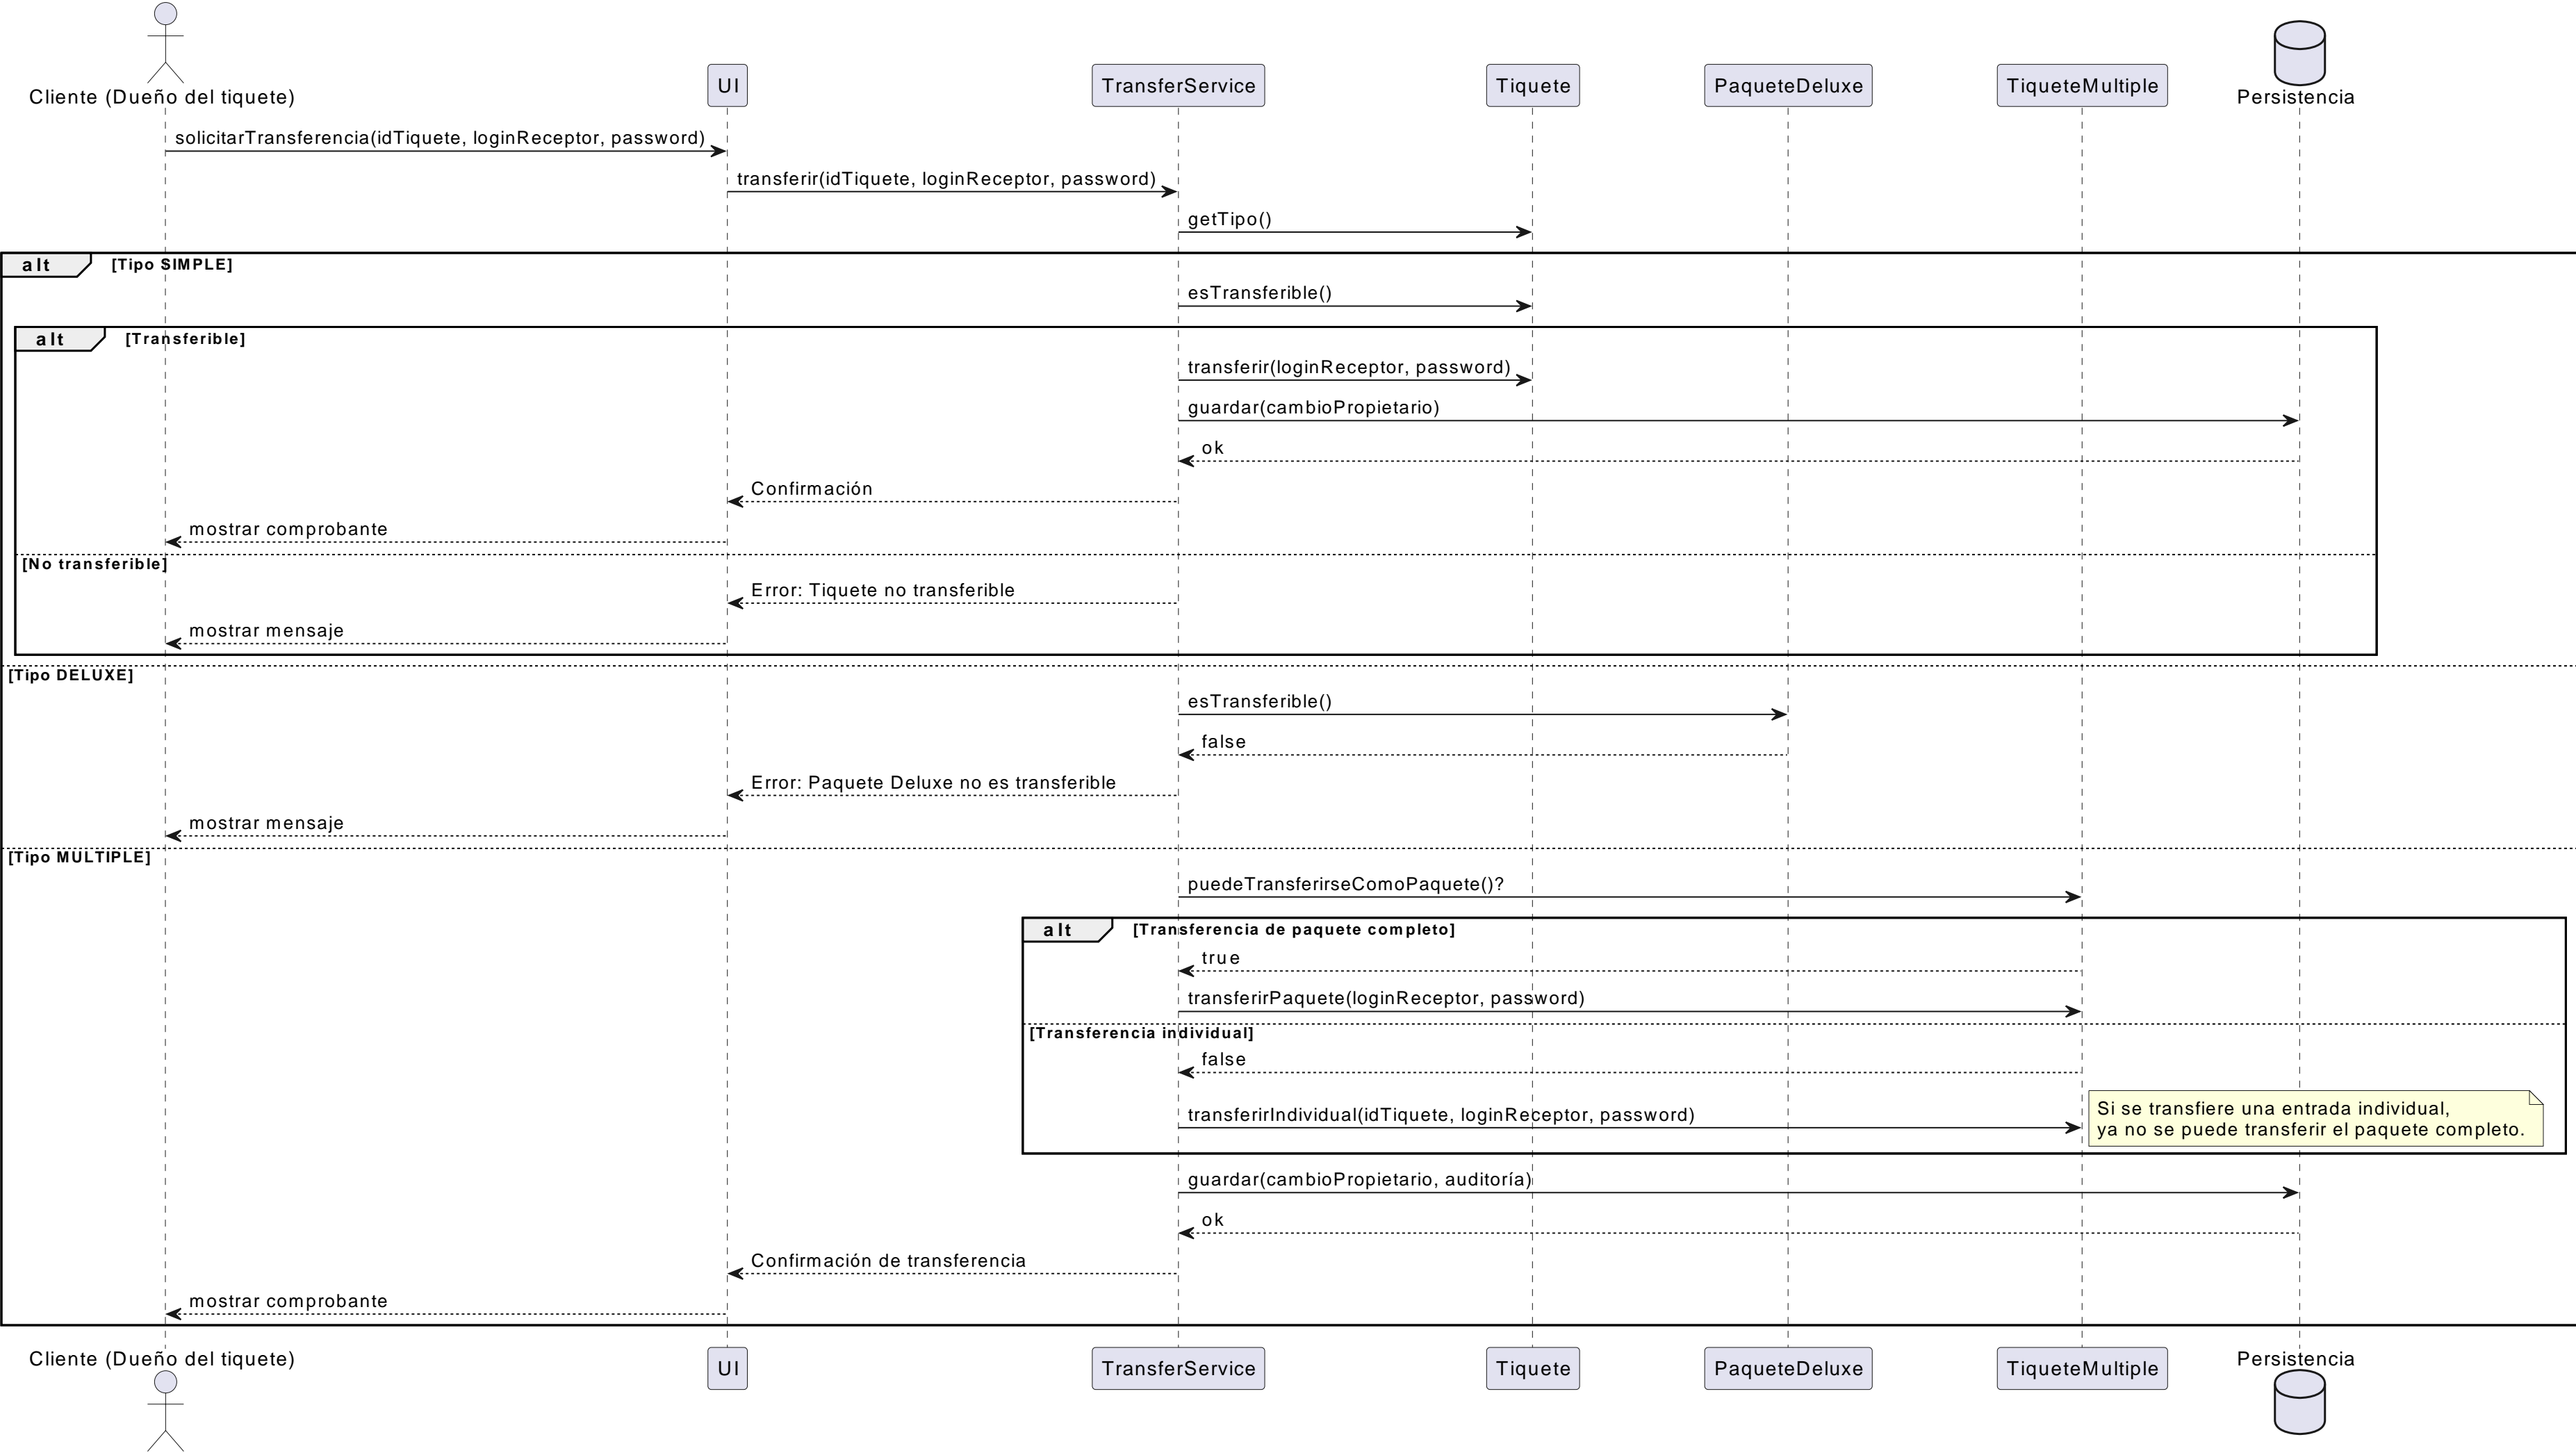 Cliente (Dueño del tiquete)
UI
TransferService
Tiquete
PaqueteDeluxe
TiqueteMultiple
Persistencia
solicitarTransferencia(idTiquete, loginReceptor, password)
transferir(idTiquete, loginReceptor, password)
getTipo()
alt [Tipo SIMPLE]
esTransferible()
alt [Transferible]
transferir(loginReceptor, password)
guardar(cambioPropietario)
ok
Confirmación
mostrar comprobante
[No transferible]
Error: Tiquete no transferible
mostrar mensaje
[Tipo DELUXE]
esTransferible()
false
Error: Paquete Deluxe no es transferible
mostrar mensaje
[Tipo MULTIPLE]
puedeTransferirseComoPaquete()?
alt [Transferencia de paquete completo]
true
transferirPaquete(loginReceptor, password)
[Transferencia individual]
false
transferirIndividual(idTiquete, loginReceptor, password)
Si se transfiere una entrada individual,
ya no se puede transferir el paquete completo.
guardar(cambioPropietario, auditoría)
ok
Confirmación de transferencia
mostrar comprobante
Cliente (Dueño del tiquete)
UI
TransferService
Tiquete
PaqueteDeluxe
TiqueteMultiple
Persistencia